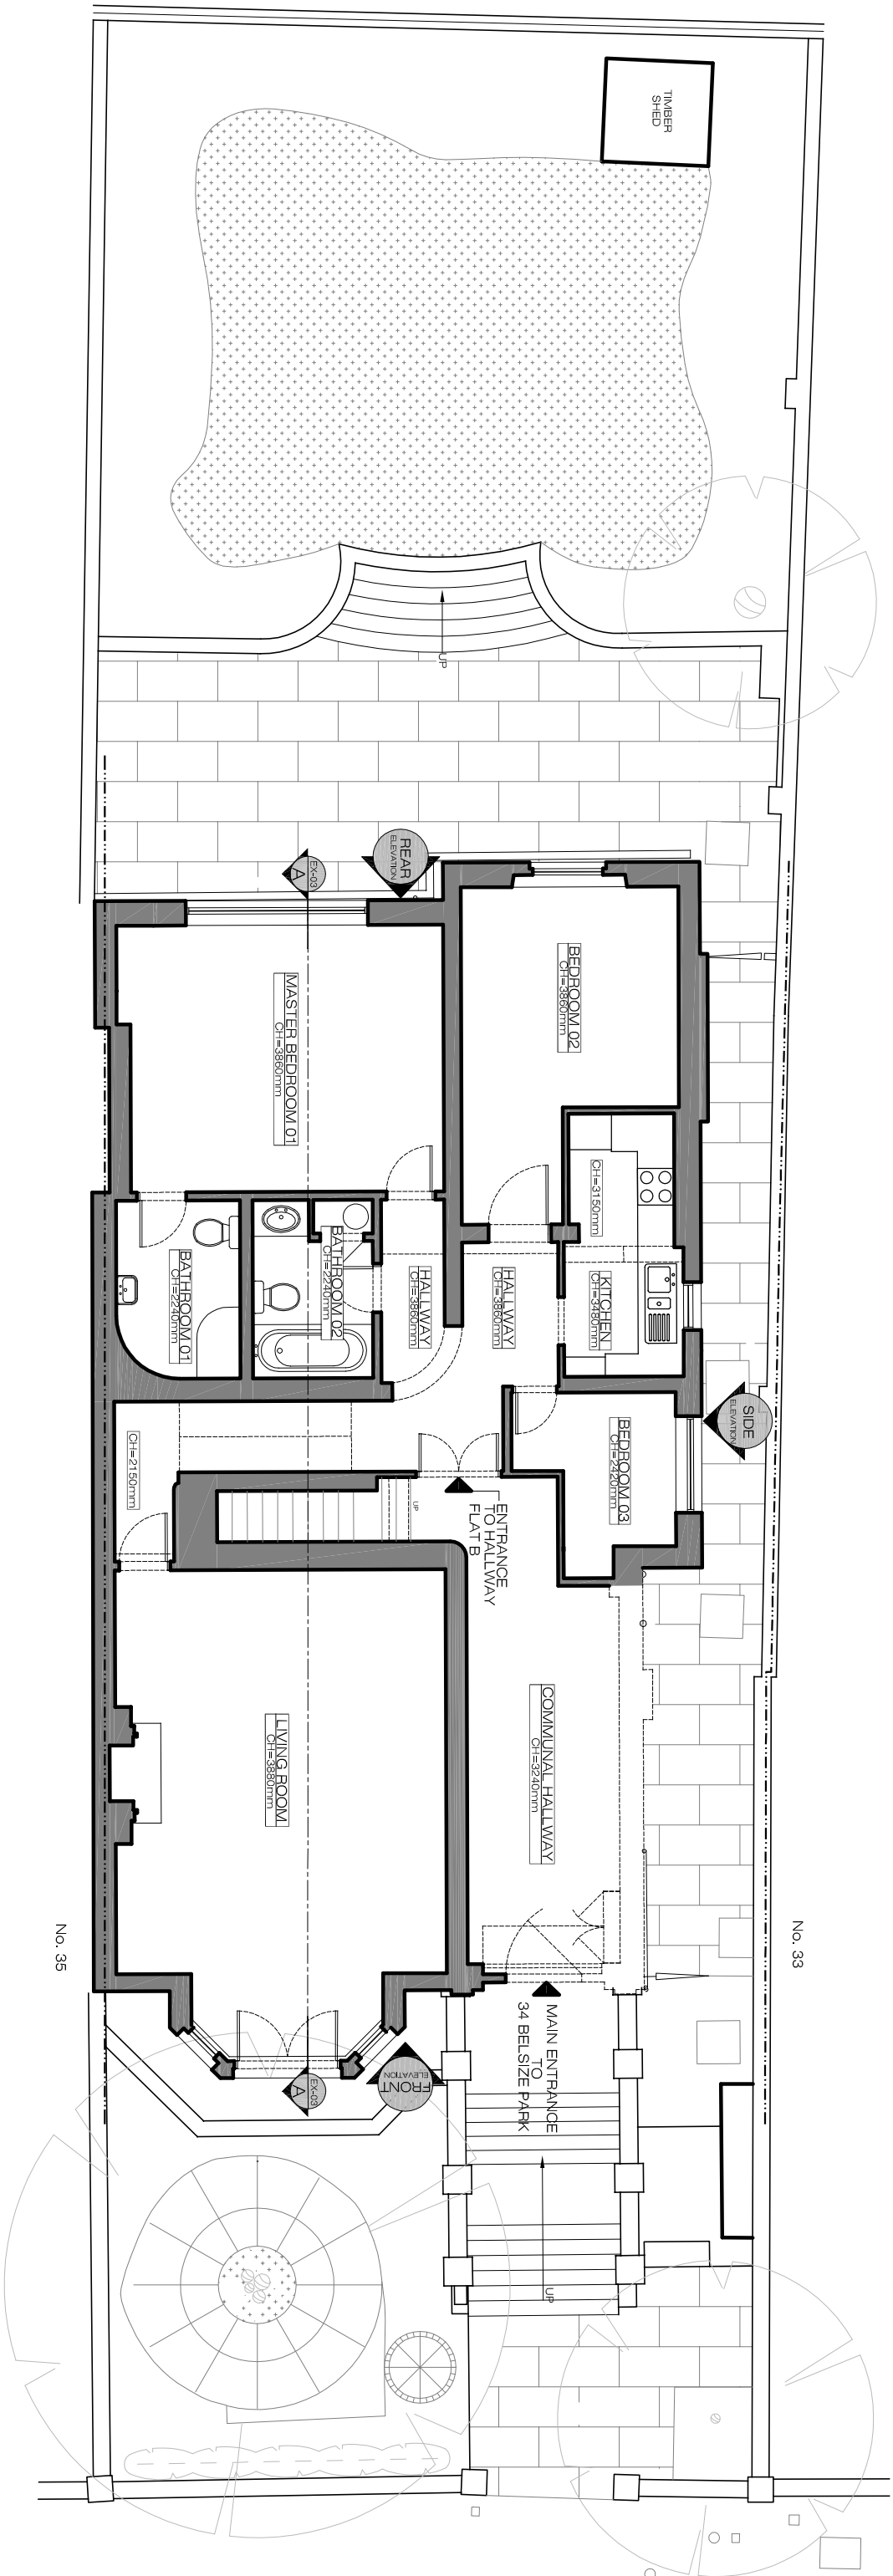 TIMBER
SHED
UP
REAR
ELEVATION
EX-03
A
BEDROOM 02
CH=3860mm
MASTER BEDROOM 01
CH=3860mm
CH=3150mm
KITCHEN
CH=3480mm
HALLWAY
CH=3860mm
HALLWAY
CH=3860mm
BATHROOM 02
CH=2240mm
BATHROOM 01
CH=2240mm
SIDE
ELEVATION
BEDROOM 03
CH=2420mm
CH=2150mm
UP
ENTRANCE
TO HALLWAY
FLAT B
COMMUNAL HALLWAY
CH=3240mm
LIVING ROOM
CH=3880mm
No. 33
No. 35
MAIN ENTRANCE
TO
34 BELSIZE PARK
FRONT
ELEVATION
EX-03
A
UP